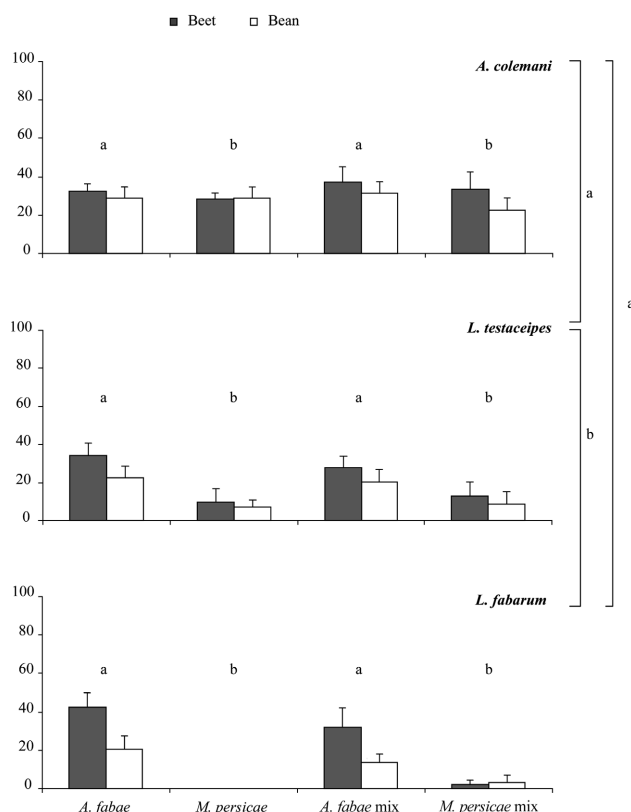 Beet Bean
A. colemani
100
80
60
40
20
0
a b a b
a
L. testaceipes
100
80
60
40
20
0
a b a b
b
a
L. fabarum
100
80
60
40
20
0
a b a b
A. fabae M. persicae A. fabae mix M. persicae mix